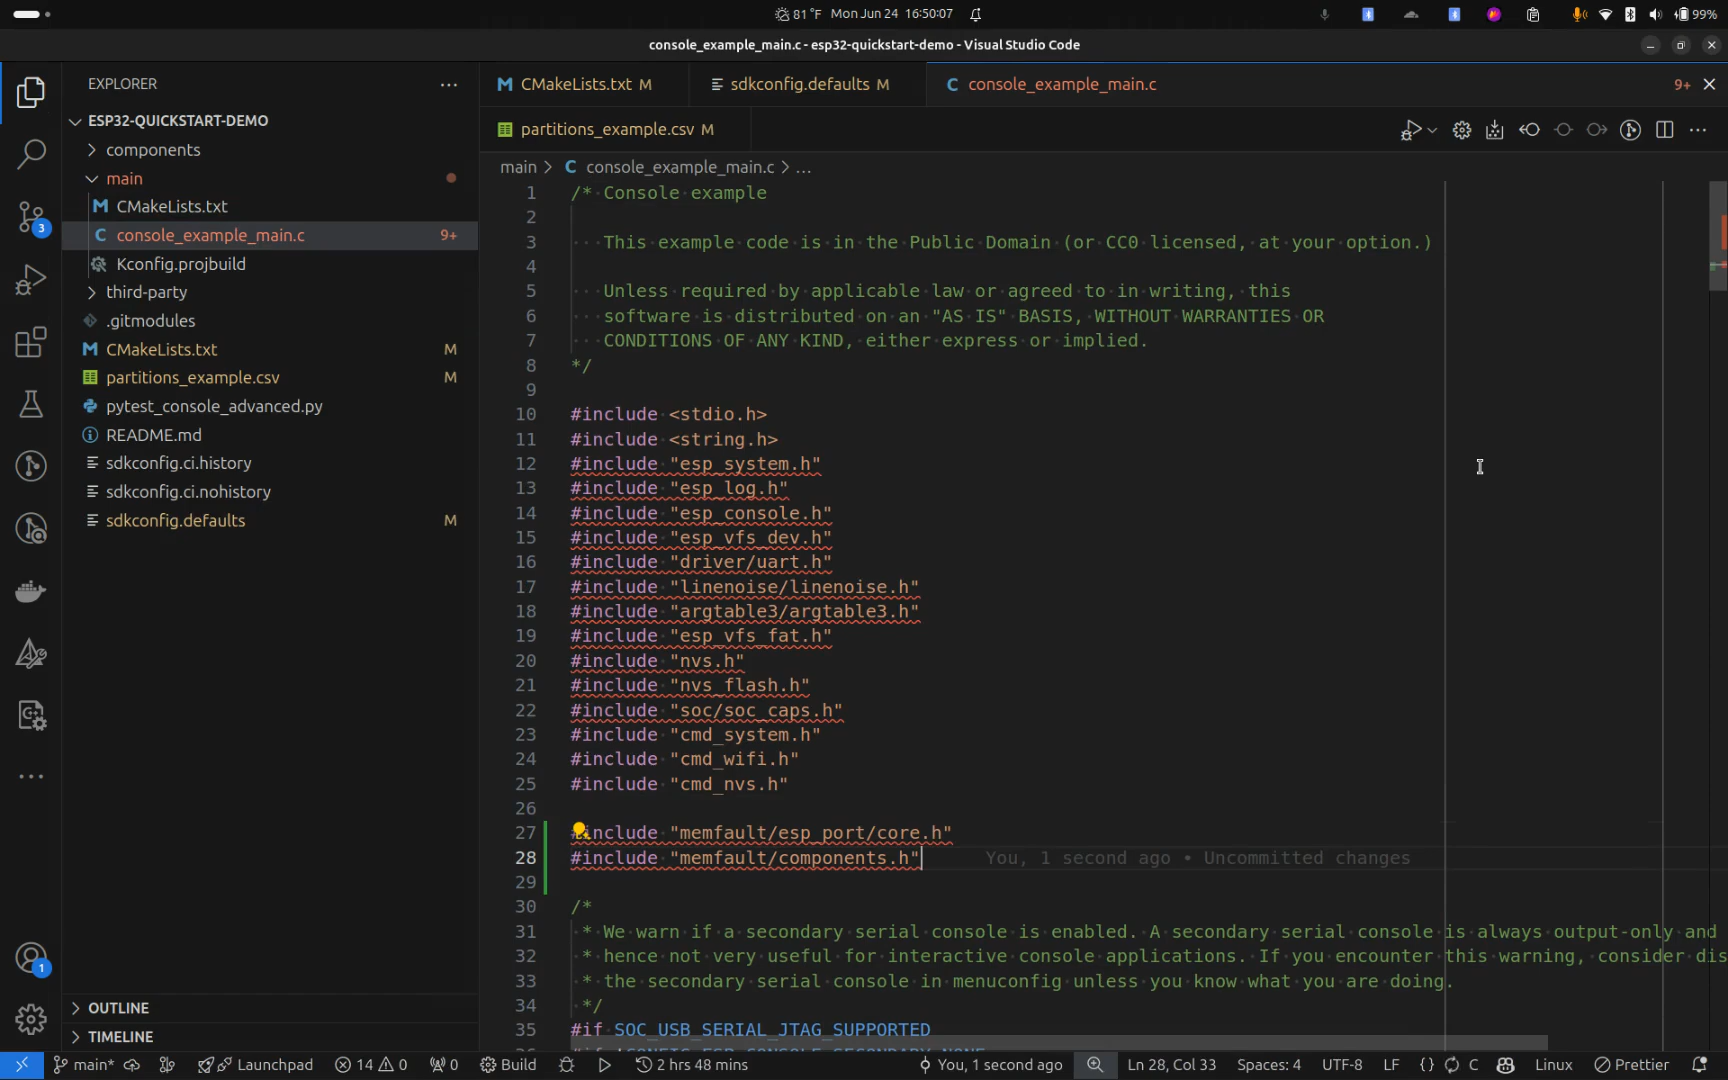 81 °F Mon Jun 24 16:50:07
99%
console_example_main.c - esp32-quickstart-demo - Visual Studio Code
EXPLORER
ESP32-QUICKSTART-DEMO
components
main
CMakeLists.txt
console_example_main.c 9+
Kconfig.projbuild
third-party
.gitmodules
CMakeLists.txt M
partitions_example.csv M
pytest_console_advanced.py
README.md
sdkconfig.ci.history
sdkconfig.ci.nohistory
sdkconfig.defaults M
OUTLINE
TIMELINE
3
1
CMakeLists.txt M
sdkconfig.defaults M
console_example_main.c 9+
partitions_example.csv M
main > C console_example_main.c > ...
1 /* Console example
2
3 This example code is in the Public Domain (or CC0 licensed, at your option.)
4
5 Unless required by applicable law or agreed to in writing, this
6 software is distributed on an "AS IS" BASIS, WITHOUT WARRANTIES OR
7 CONDITIONS OF ANY KIND, either express or implied.
8 */
9
10 #include <stdio.h>
11 #include <string.h>
12 #include "esp_system.h"
13 #include "esp_log.h"
14 #include "esp_console.h"
15 #include "esp_vfs_dev.h"
16 #include "driver/uart.h"
17 #include "linenoise/linenoise.h"
18 #include "argtable3/argtable3.h"
19 #include "esp_vfs_fat.h"
20 #include "nvs.h"
21 #include "nvs_flash.h"
22 #include "soc/soc_caps.h"
23 #include "cmd_system.h"
24 #include "cmd_wifi.h"
25 #include "cmd_nvs.h"
26
27 #include "memfault/esp_port/core.h"
28 #include "memfault/components.h" You, 1 second ago • Uncommitted changes
29
30 /*
31 * We warn if a secondary serial console is enabled. A secondary serial console is always output-only and
32 * hence not very useful for interactive console applications. If you encounter this warning, consider dis
33 * the secondary serial console in menuconfig unless you know what you are doing.
34 */
35 #if SOC_USB_SERIAL_JTAG_SUPPORTED
main* Launchpad 14 0 0 Build 2 hrs 48 mins You, 1 second ago Ln 28, Col 33 Spaces: 4 UTF-8 LF {} C Linux Prettier